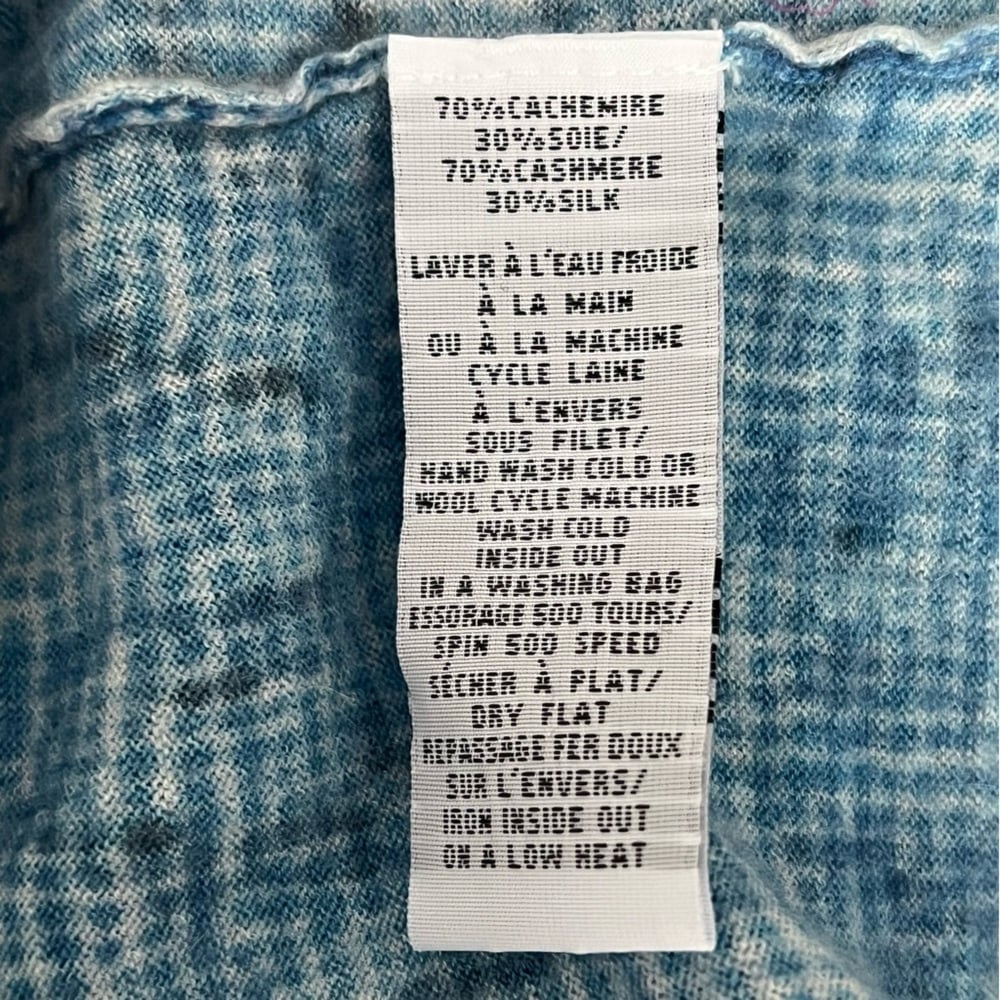 70%CACHEMIRE
30%SOIE/
70%CASHMERE
30%SILK
LAVER À L'EAU FROIDE
À LA MAIN
OU À LA MACHINE
CYCLE LAINE
À L'ENVERS
SOUS FILET/
HAND WASH COLD OR
WOOL CYCLE MACHINE
WASH COLD
INSIDE OUT
IN A WASHING BAG
ESSORAGE 500 TOURS/
SPIN 500 SPEED
SÉCHER À PLAT/
DRY FLAT
REPASSAGE FER DOUX
SUR L'ENVERS/
IRON INSIDE OUT
ON A LOW HEAT